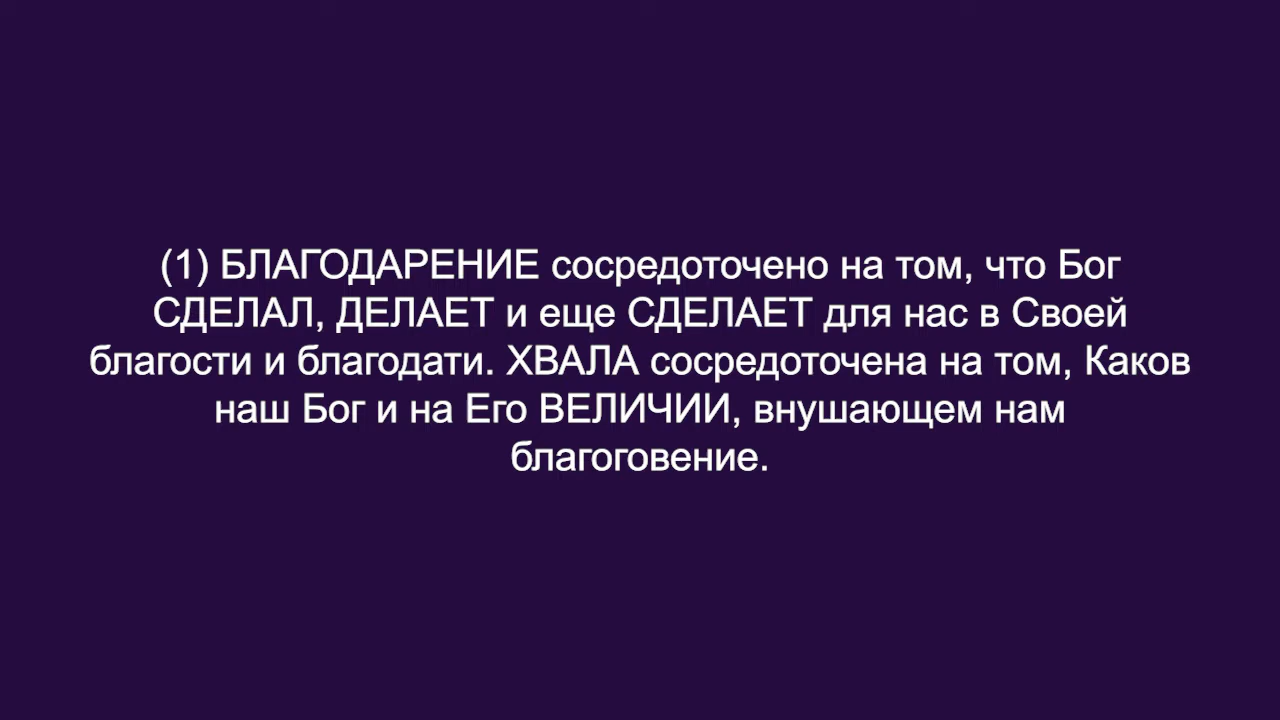 (1) БЛАГОДАРЕНИЕ сосредоточено на том, что Бог
СДЕЛАЛ, ДЕЛАЕТ и еще СДЕЛАЕТ для нас в Своей
благости и благодати. ХВАЛА сосредоточена на том, Каков
наш Бог и на Его ВЕЛИЧИИ, внушающем нам
благоговение.